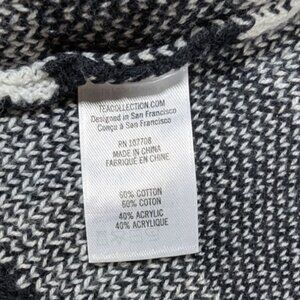 TEACOLLECTION.COM
Designed in San Francisco
Conçu à San Francisco
RN 107708
MADE IN CHINA
FABRIQUÉ EN CHINE
60% COTTON
60% COTON
40% ACRYLIC
40% ACRYLIQUE